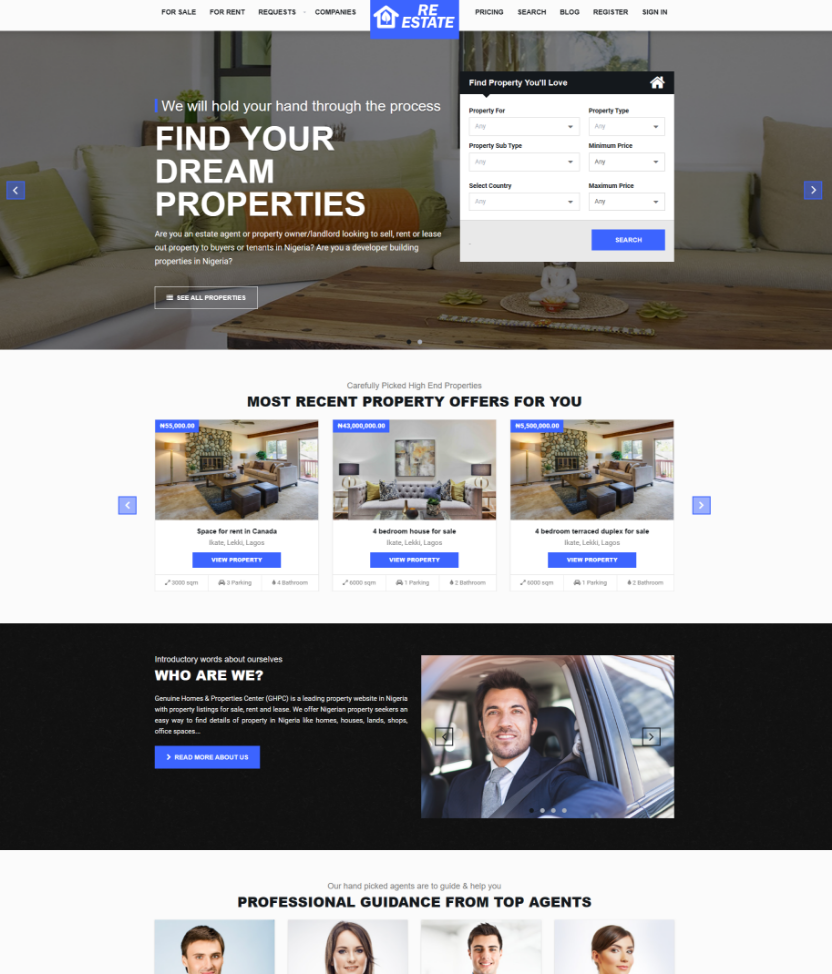 FOR SALE FOR RENT REQUESTS COMPANIES RE ESTATE PRICING SEARCH BLOG REGISTER SIGN IN
We will hold your hand through the process
FIND YOUR
DREAM
PROPERTIES
Are you an estate agent or property owner/landlord looking to sell, rent or lease
out property to buyers or tenants in Nigeria? Are you a developer building
properties in Nigeria?
SEE ALL PROPERTIES
Find Property You'll Love
Property For Property Type
Any Any
Property Sub Type Minimum Price
Any Any
Select Country Maximum Price
Any Any
SEARCH
Carefully Picked High End Properties
MOST RECENT PROPERTY OFFERS FOR YOU
₦55,000.00 ₦43,000,000.00 ₦5,500,000.00
Space for rent in Canada 4 bedroom house for sale 4 bedroom terraced duplex for sale
Ikate, Lekki, Lagos Ikate, Lekki, Lagos Ikate, Lekki, Lagos
VIEW PROPERTY VIEW PROPERTY VIEW PROPERTY
3000 sqm 3 Parking 4 Bathroom 6000 sqm 1 Parking 2 Bathroom 6000 sqm 1 Parking 2 Bathroom
Introductory words about ourselves
WHO ARE WE?
Genuine Homes & Properties Center (GHPC) is a leading property website in Nigeria
with property listings for sale, rent and lease. We offer Nigerian property seekers an
easy way to find details of property in Nigeria like homes, houses, lands, shops,
office spaces...
READ MORE ABOUT US
Our hand picked agents are to guide & help you
PROFESSIONAL GUIDANCE FROM TOP AGENTS